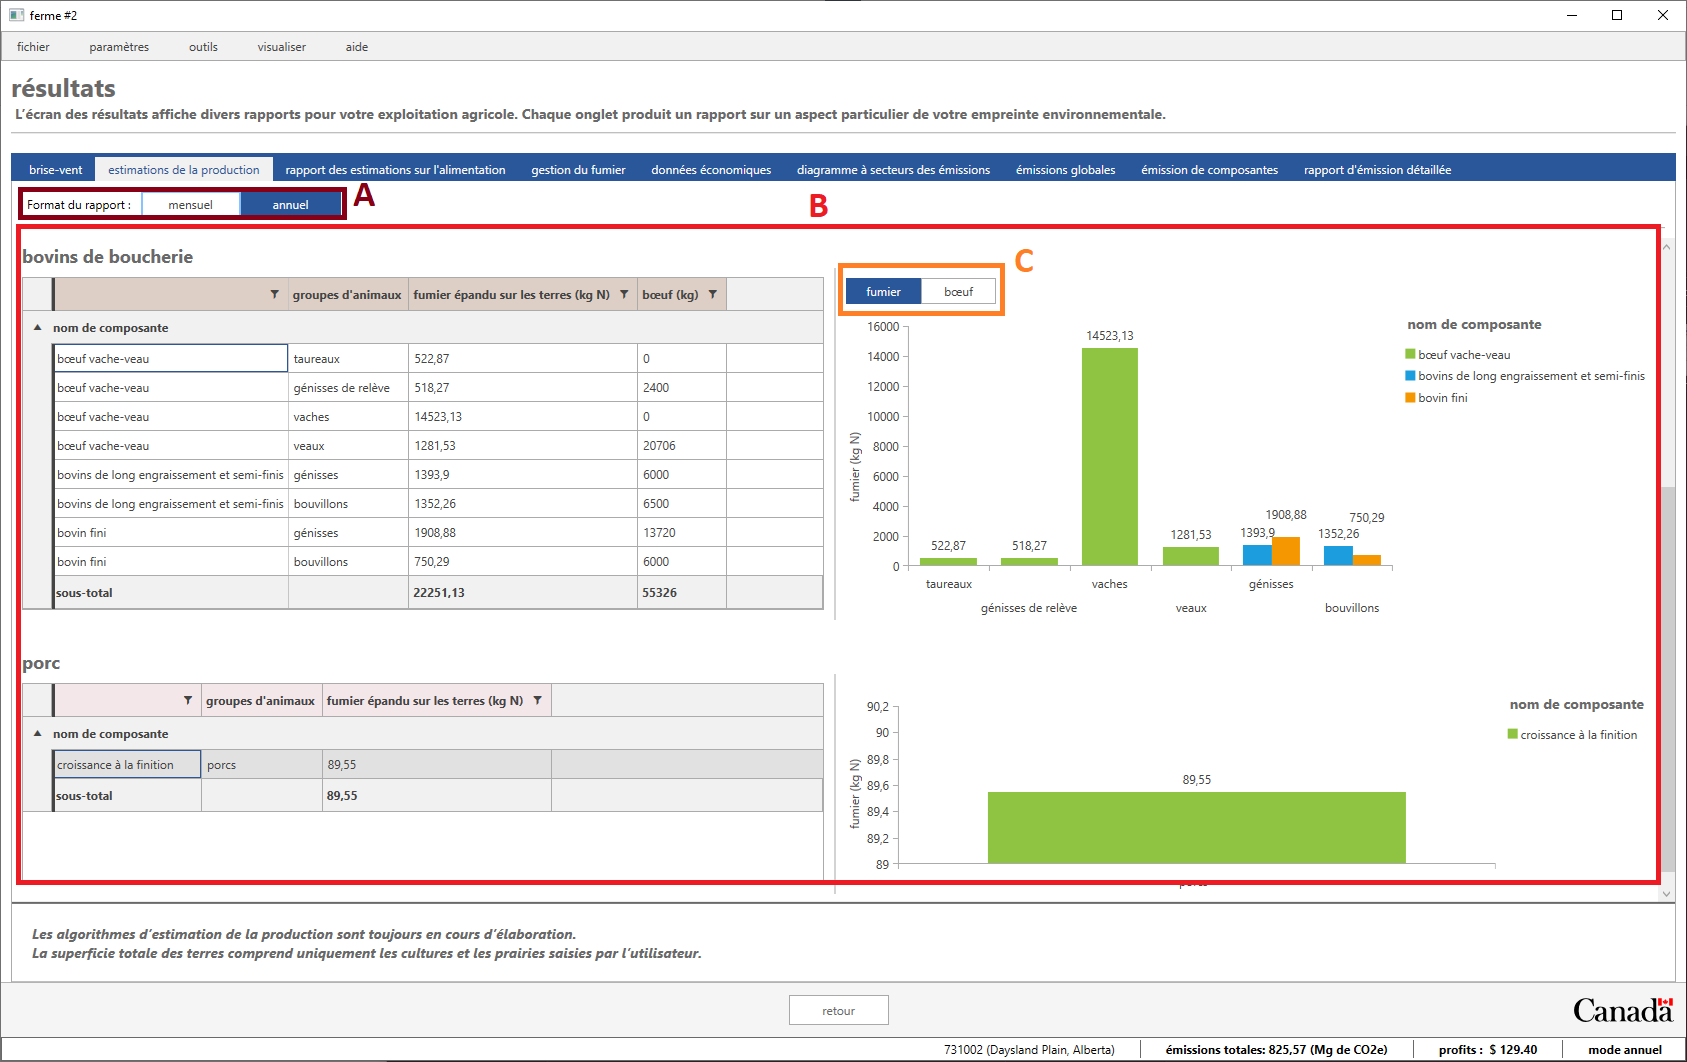 ferme #2
fichier paramètres outils visualiser aide
résultats
L'écran des résultats affiche divers rapports pour votre exploitation agricole. Chaque onglet produit un rapport sur un aspect particulier de votre empreinte environnementale.
brise-vent estimations de la production rapport des estimations sur l'alimentation gestion du fumier données économiques diagramme à secteurs des émissions émissions globales émission de composantes rapport d'émission détaillée
Format du rapport : mensuel annuel A
B
bovins de boucherie
groupes d'animaux fumier épandu sur les terres (kg N) bœuf (kg)
nom de composante
bœuf vache-veau taureaux 522,87 0
bœuf vache-veau génisses de relève 518,27 2400
bœuf vache-veau vaches 14523,13 0
bœuf vache-veau veaux 1281,53 20706
bovins de long engraissement et semi-finis génisses 1393,9 6000
bovins de long engraissement et semi-finis bouvillons 1352,26 6500
bovin fini génisses 1908,88 13720
bovin fini bouvillons 750,29 6000
sous-total 22251,13 55326
C
fumier bœuf
16000
14000
12000
10000
8000
6000
4000
2000
0
fumier (kg N)
522,87 518,27 14523,13 1281,53 1393,9 1908,88 1352,26 750,29
taureaux vaches génisses
génisses de relève veaux bouvillons
nom de composante
bœuf vache-veau
bovins de long engraissement et semi-finis
bovin fini
porc
groupes d'animaux fumier épandu sur les terres (kg N)
nom de composante
croissance à la finition porcs 89,55
sous-total 89,55
90,2
90
89,8
89,6
89,4
89,2
89
fumier (kg N)
89,55
porcs
nom de composante
croissance à la finition
Les algorithmes d'estimation de la production sont toujours en cours d'élaboration.
La superficie totale des terres comprend uniquement les cultures et les prairies saisies par l'utilisateur.
retour
Canada
731002 (Daysland Plain, Alberta) émissions totales: 825,57 (Mg de CO2e) profits : $ 129.40 mode annuel